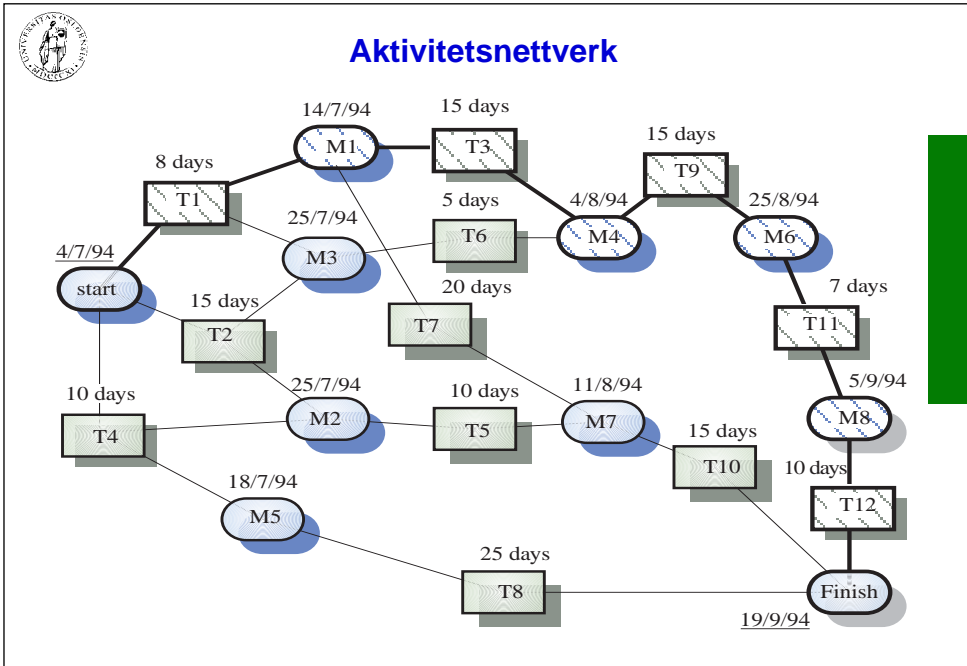 UNIVERSITAS OSLOENSIS MDCCCXI
Aktivitetsnettverk
14/7/94
15 days
M1
T3
15 days
8 days
T9
T1
25/7/94
5 days
4/8/94
25/8/94
M3
T6
M4
M6
4/7/94
start
15 days
20 days
7 days
T2
T7
T11
10 days
25/7/94
10 days
11/8/94
5/9/94
T4
M2
T5
M7
15 days
M8
T10
10 days
18/7/94
M5
T12
25 days
T8
Finish
19/9/94